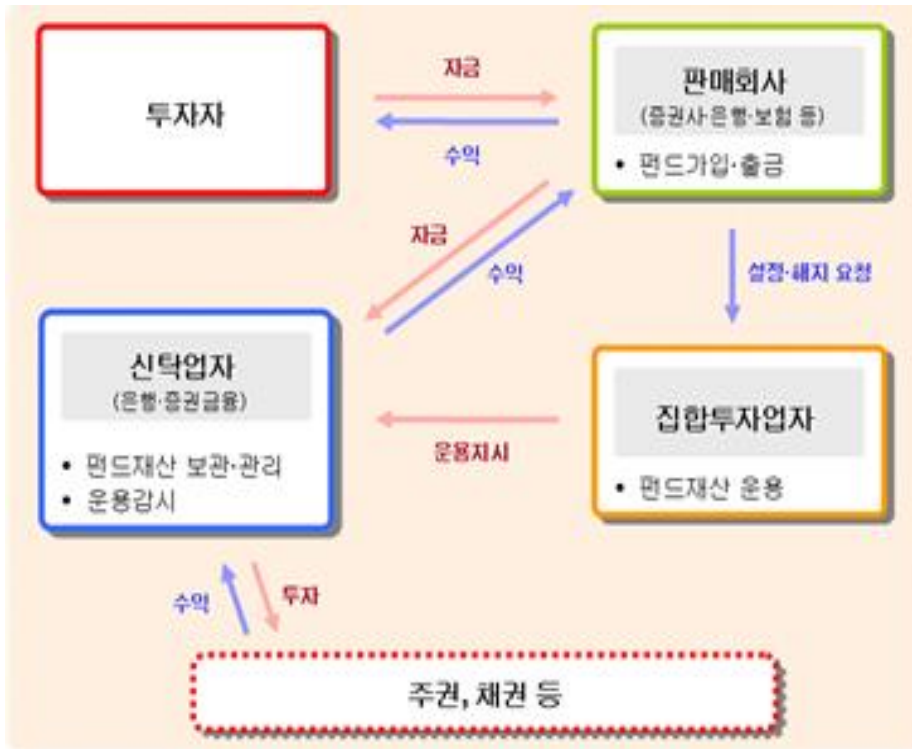 투자자
자금
수익
판매회사
(증권사·은행·보험 등)
• 펀드가입·출금
자금
수익
설정·해지 요청
신탁업자
(은행·증권금융)
• 펀드재산 보관·관리
• 운용감시
운용지시
집합투자업자
• 펀드재산 운용
수익
투자
주권, 채권 등